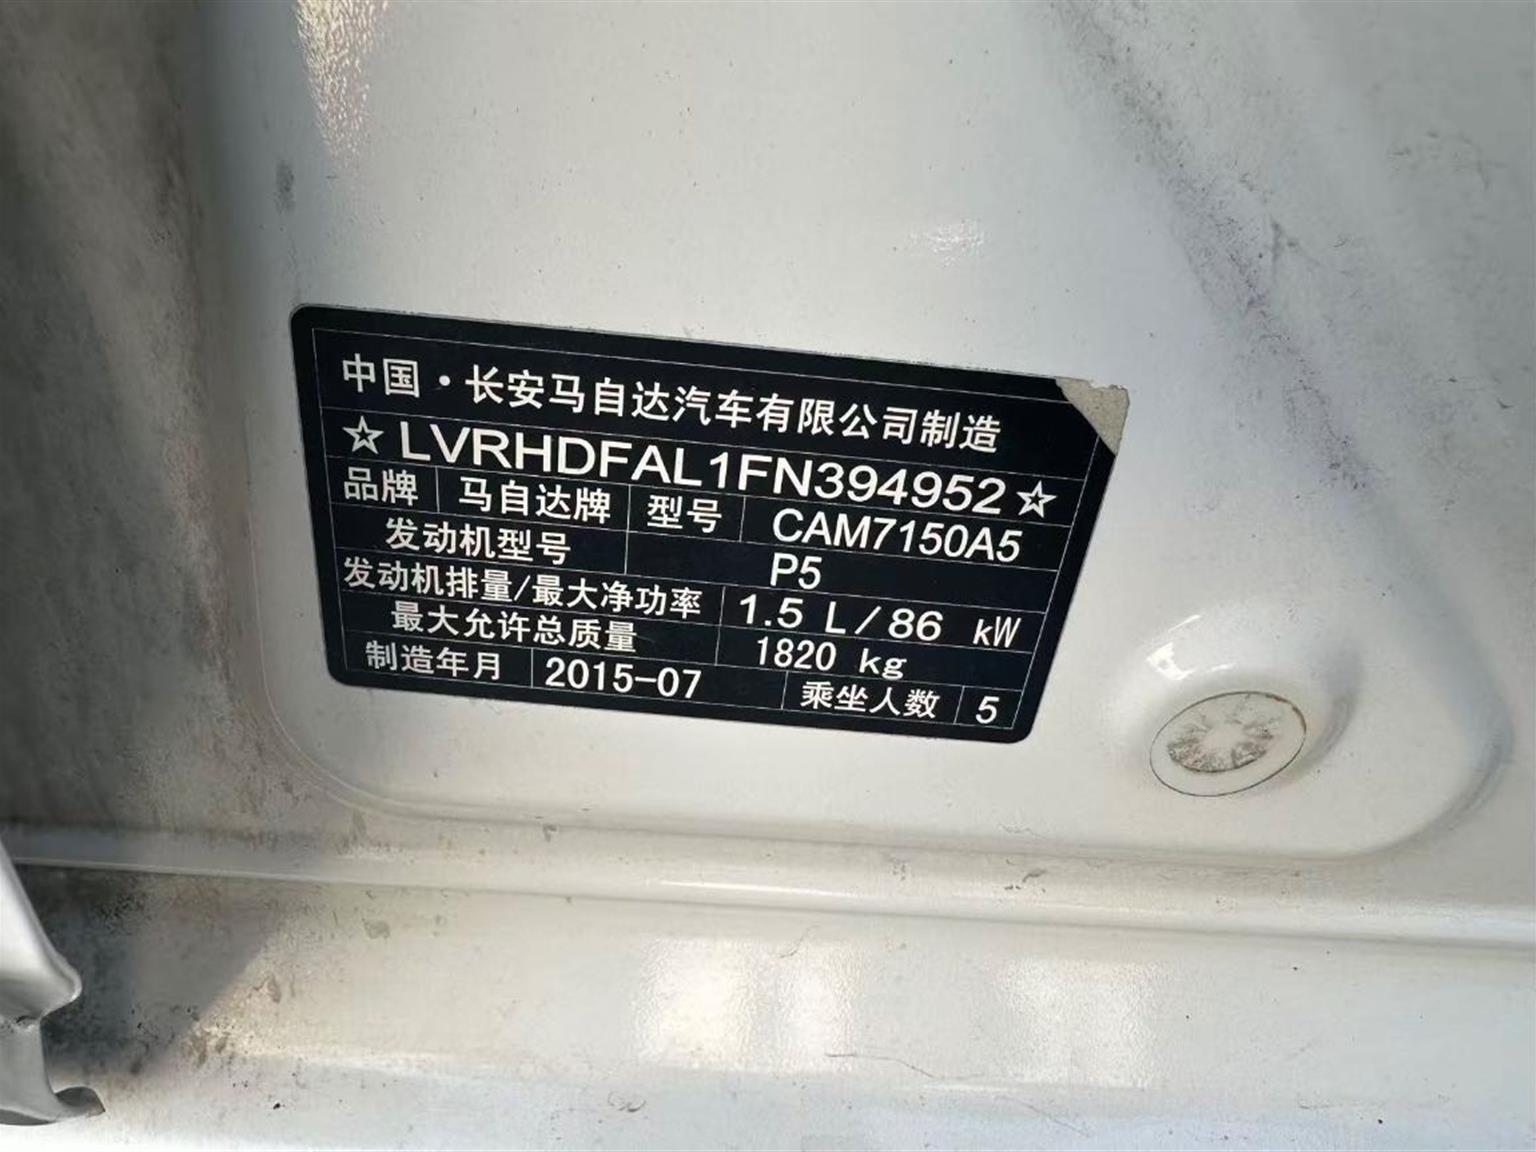 中国·长安马自达汽车有限公司制造
☆LVRHDFAL1FN394952☆
品牌 马自达牌 型号 CAM7150A5
发动机型号 P5
发动机排量/最大净功率 1.5 L/86 kW
最大允许总质量 1820 kg
制造年月 2015-07 乘坐人数 5